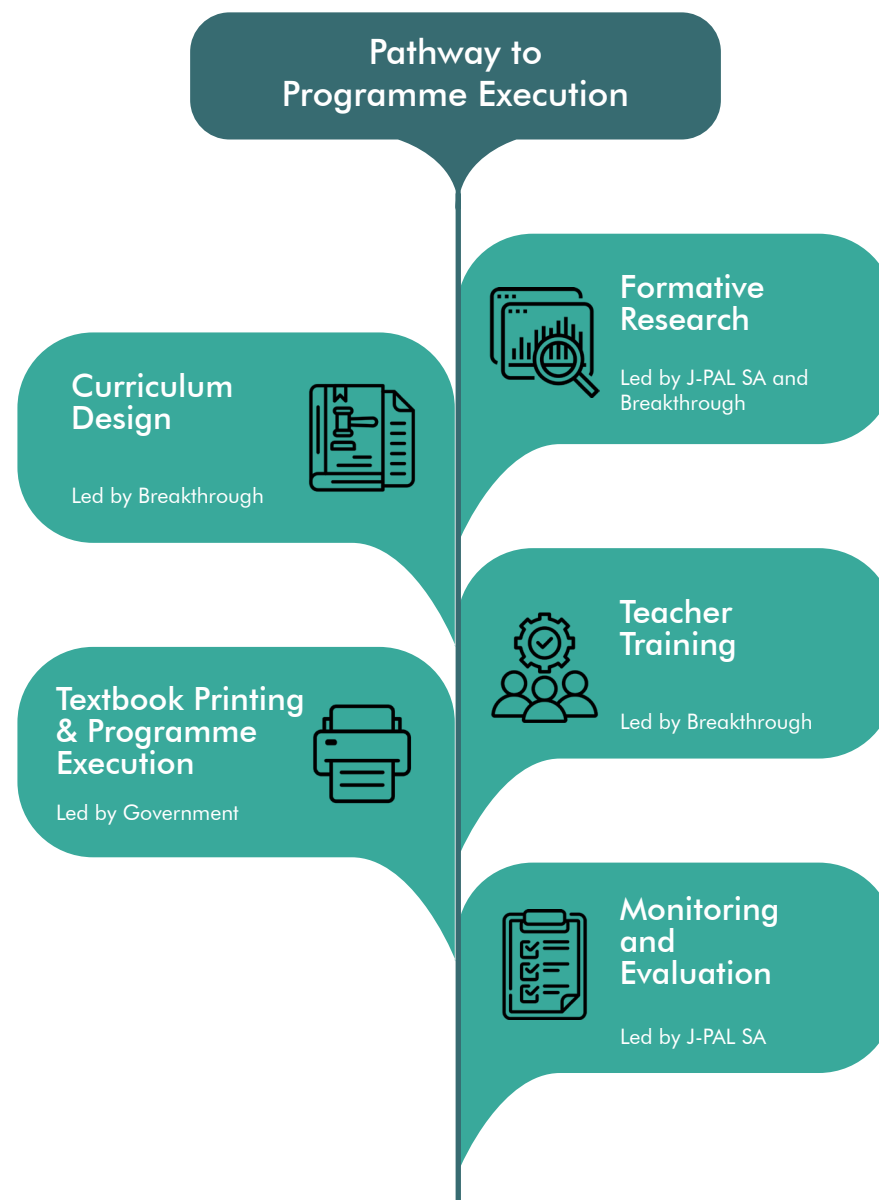 Pathway to
Programme Execution
Formative
Research
Led by J-PAL SA and
Breakthrough
Curriculum
Design
Led by Breakthrough
Teacher
Training
Led by Breakthrough
Textbook Printing
& Programme
Execution
Led by Government
Monitoring
and
Evaluation
Led by J-PAL SA